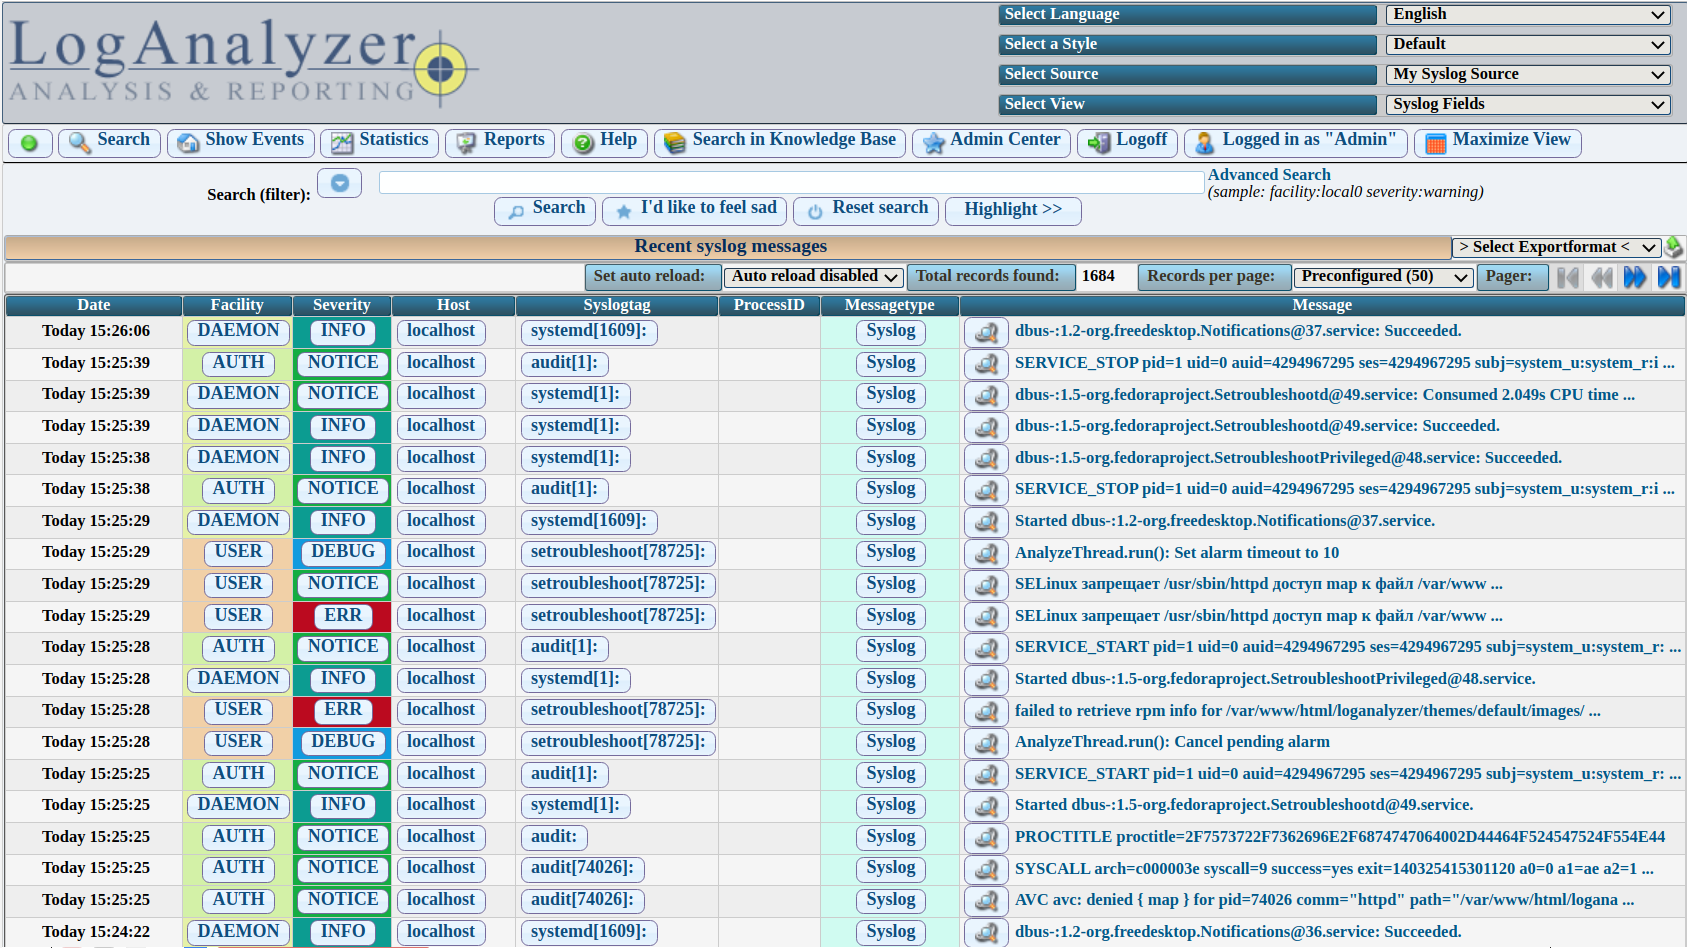 LogAnalyzer
ANALYSIS & REPORTING
Select Language English
Select a Style Default
Select Source My Syslog Source
Select View Syslog Fields
Search Show Events Statistics Reports Help Search in Knowledge Base Admin Center Logoff Logged in as "Admin" Maximize View
Search (filter): Advanced Search
(sample: facility:local0 severity:warning)
Search I'd like to feel sad Reset search Highlight >>
Recent syslog messages > Select Exportformat <
Set auto reload: Auto reload disabled Total records found: 1684 Records per page: Preconfigured (50) Pager:
Date Facility Severity Host Syslogtag ProcessID Messagetype Message
Today 15:26:06 DAEMON INFO localhost systemd[1609]: Syslog dbus-:1.2-org.freedesktop.Notifications@37.service: Succeeded.
Today 15:25:39 AUTH NOTICE localhost audit[1]: Syslog SERVICE_STOP pid=1 uid=0 auid=4294967295 ses=4294967295 subj=system_u:system_r:i ...
Today 15:25:39 DAEMON NOTICE localhost systemd[1]: Syslog dbus-:1.5-org.fedoraproject.Setroubleshootd@49.service: Consumed 2.049s CPU time ...
Today 15:25:39 DAEMON INFO localhost systemd[1]: Syslog dbus-:1.5-org.fedoraproject.Setroubleshootd@49.service: Succeeded.
Today 15:25:38 DAEMON INFO localhost systemd[1]: Syslog dbus-:1.5-org.fedoraproject.SetroubleshootPrivileged@48.service: Succeeded.
Today 15:25:38 AUTH NOTICE localhost audit[1]: Syslog SERVICE_STOP pid=1 uid=0 auid=4294967295 ses=4294967295 subj=system_u:system_r:i ...
Today 15:25:29 DAEMON INFO localhost systemd[1609]: Syslog Started dbus-:1.2-org.freedesktop.Notifications@37.service.
Today 15:25:29 USER DEBUG localhost setroubleshoot[78725]: Syslog AnalyzeThread.run(): Set alarm timeout to 10
Today 15:25:29 USER NOTICE localhost setroubleshoot[78725]: Syslog SELinux запрещает /usr/sbin/httpd доступ map к файл /var/www ...
Today 15:25:29 USER ERR localhost setroubleshoot[78725]: Syslog SELinux запрещает /usr/sbin/httpd доступ map к файл /var/www ...
Today 15:25:28 AUTH NOTICE localhost audit[1]: Syslog SERVICE_START pid=1 uid=0 auid=4294967295 ses=4294967295 subj=system_u:system_r: ...
Today 15:25:28 DAEMON INFO localhost systemd[1]: Syslog Started dbus-:1.5-org.fedoraproject.SetroubleshootPrivileged@48.service.
Today 15:25:28 USER ERR localhost setroubleshoot[78725]: Syslog failed to retrieve rpm info for /var/www/html/loganalyzer/themes/default/images/ ...
Today 15:25:28 USER DEBUG localhost setroubleshoot[78725]: Syslog AnalyzeThread.run(): Cancel pending alarm
Today 15:25:25 AUTH NOTICE localhost audit[1]: Syslog SERVICE_START pid=1 uid=0 auid=4294967295 ses=4294967295 subj=system_u:system_r: ...
Today 15:25:25 DAEMON INFO localhost systemd[1]: Syslog Started dbus-:1.5-org.fedoraproject.Setroubleshootd@49.service.
Today 15:25:25 AUTH NOTICE localhost audit: Syslog PROCTITLE proctitle=2F7573722F7362696E2F6874747064002D44464F524547524F554E44
Today 15:25:25 AUTH NOTICE localhost audit[74026]: Syslog SYSCALL arch=c000003e syscall=9 success=yes exit=140325415301120 a0=0 a1=ae a2=1 ...
Today 15:25:25 AUTH NOTICE localhost audit[74026]: Syslog AVC avc: denied { map } for pid=74026 comm="httpd" path="/var/www/html/logana ...
Today 15:24:22 DAEMON INFO localhost systemd[1609]: Syslog dbus-:1.2-org.freedesktop.Notifications@36.service: Succeeded.